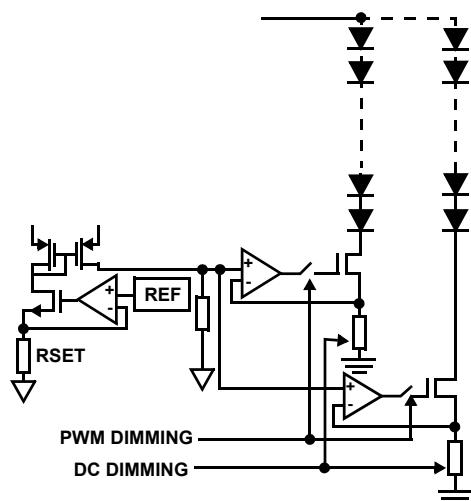 +
-
+
-
REF
RSET
+
-
PWM DIMMING
DC DIMMING